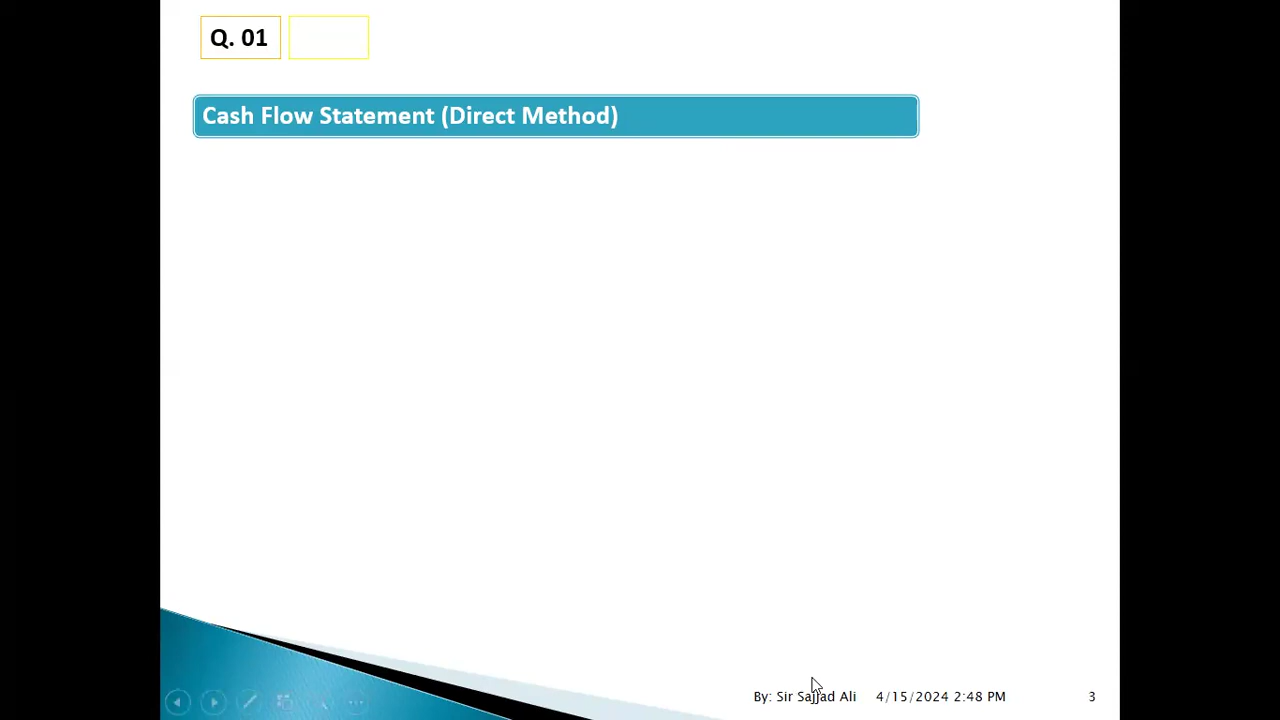 Q. 01
Cash Flow Statement (Direct Method)
By: Sir Sajjad Ali 4/15/2024 2:48 PM 3